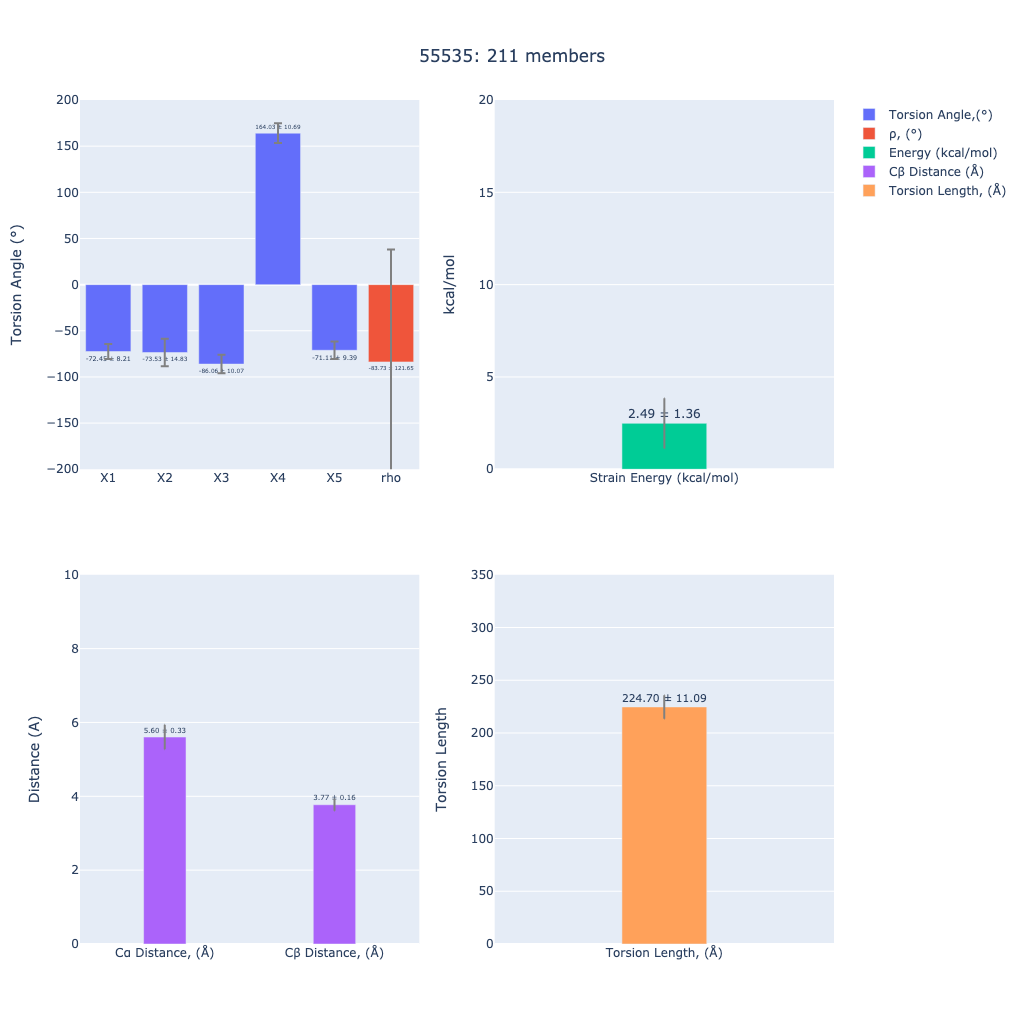 55535: 211 members
Torsion Angle (°)
200
150
100
50
0
−50
−100
−150
−200
164.03 ± 10.69
-73.53 ± 14.83
-86.06 ± 10.07
-71.11 ± 9.39
-83.73 ± 121.65
X1
X2
X3
X4
X5
rho
kcal/mol
20
15
10
5
0
2.49 ± 1.36
Strain Energy (kcal/mol)
Torsion Angle,(°)
ρ, (°)
Energy (kcal/mol)
Cβ Distance (Å)
Torsion Length, (Å)
Distance (A)
10
8
6
4
2
0
5.60 ± 0.33
3.77 ± 0.16
Cα Distance, (Å)
Cβ Distance, (Å)
Torsion Length
350
300
250
200
150
100
50
0
224.70 ± 11.09
Torsion Length, (Å)